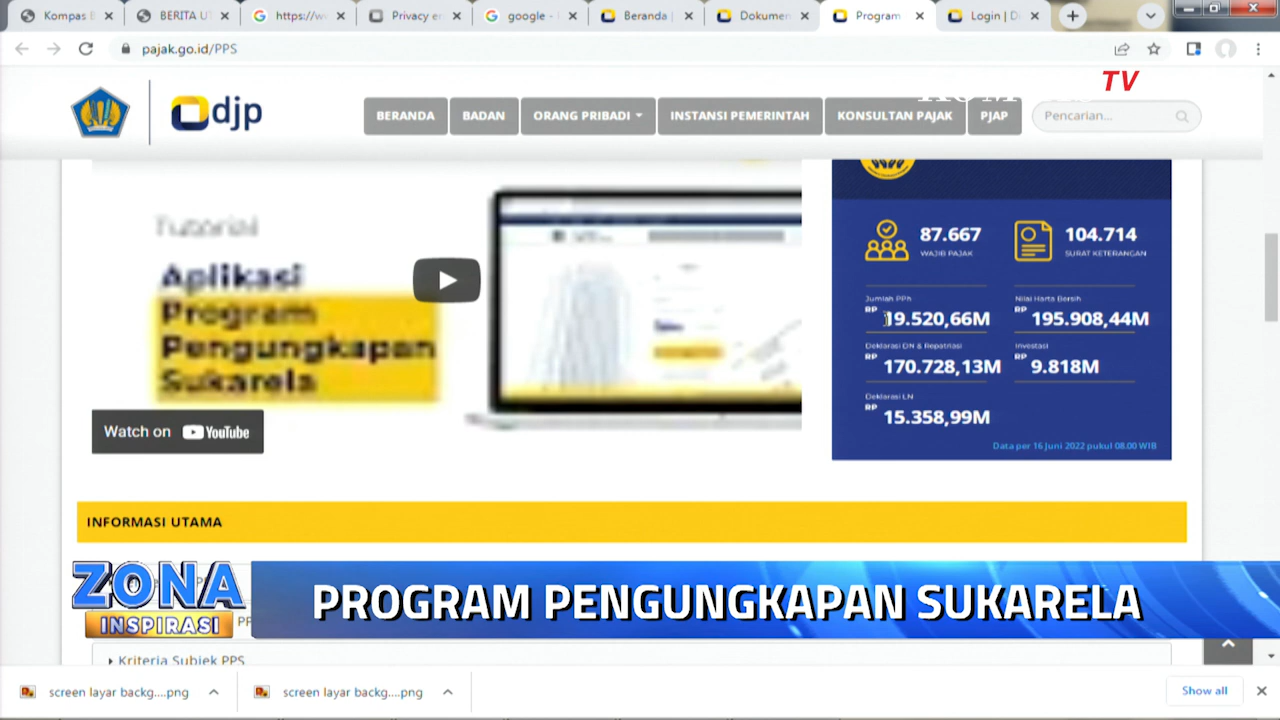 Kompas
BERITA UT
https://w
Privacy er
google -
Beranda |
Dokumen
Program
Login | D
pajak.go.id/PPS
TV
djp
BERANDA
BADAN
ORANG PRIBADI
INSTANSI PEMERINTAH
KONSULTAN PAJAK
PJAP
Pencarian...
Tutorial
Aplikasi
Program
Pengungkapan
Sukarela
Watch on YouTube
87.667
WAJIB PAJAK
104.714
SURAT KETERANGAN
Jumlah PPh
RP 19.520,66M
Nilai Harta Bersih
RP 195.908,44M
Deklarasi DN & Repatriasi
RP 170.728,13M
Investasi
RP 9.818M
Deklarasi LN
RP 15.358,99M
Data per 16 Juni 2022 pukul 08.00 WIB
INFORMASI UTAMA
ZONA
INSPIRASI
PROGRAM PENGUNGKAPAN SUKARELA
Kriteria Subjek PPS
screen layar backg....png
screen layar backg....png
Show all